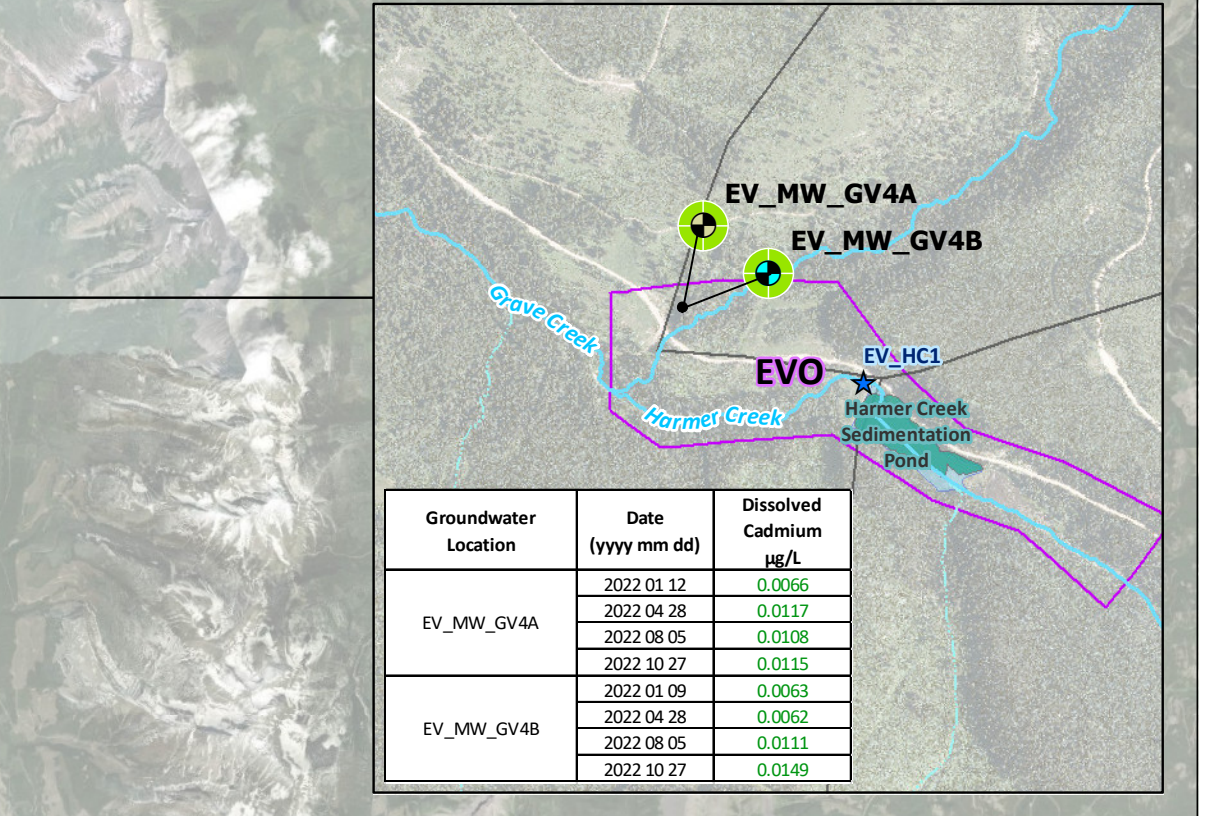 EV_MW_GV4A
EV_MW_GV4B
Grave Creek
EVO
EV_HC1
Harmer Creek
Harmer Creek
Sedimentation
Pond
Groundwater Location Date (yyyy mm dd) Dissolved Cadmium µg/L
EV_MW_GV4A
2022 01 12 0.0066
2022 04 28 0.0117
2022 08 05 0.0108
2022 10 27 0.0115
EV_MW_GV4B
2022 01 09 0.0063
2022 04 28 0.0062
2022 08 05 0.0111
2022 10 27 0.0149